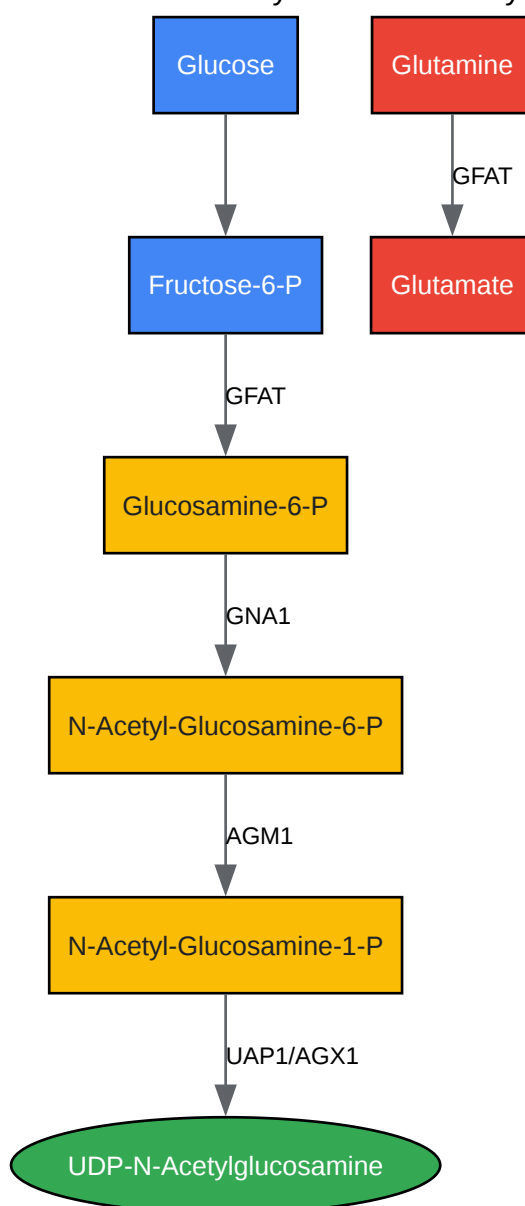 Glucose
Glutamine
GFAT
Fructose-6-P
Glutamate
GFAT
Glucosamine-6-P
GNA1
N-Acetyl-Glucosamine-6-P
AGM1
N-Acetyl-Glucosamine-1-P
UAP1/AGX1
UDP-N-Acetylglucosamine